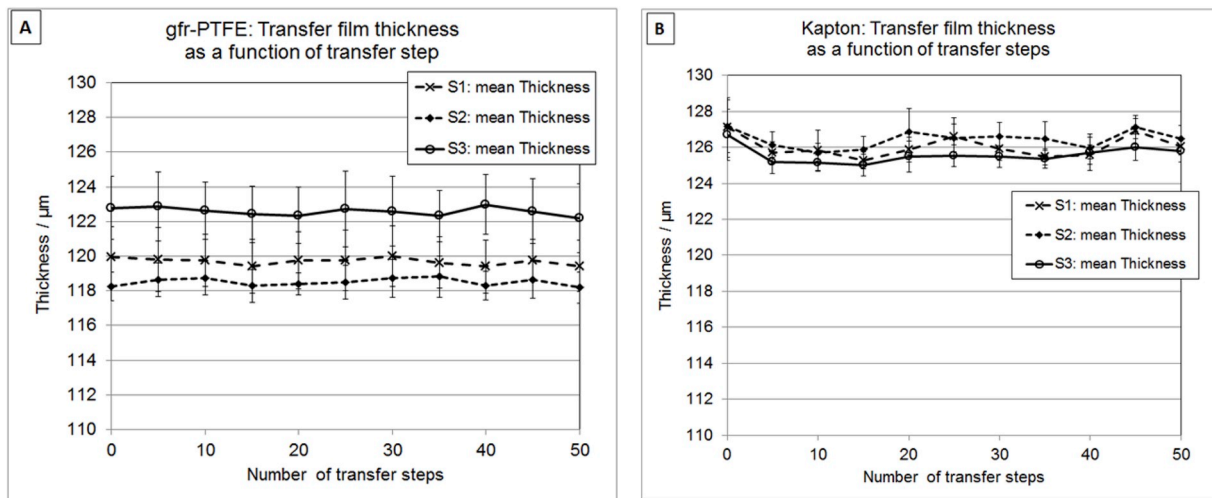 A
gfr-PTFE: Transfer film thickness
as a function of transfer step
130
128
126
124
122
120
118
116
114
112
110
Thickness / µm
S1: mean Thickness
S2: mean Thickness
S3: mean Thickness
0 10 20 30 40 50
Number of transfer steps
B
Kapton: Transfer film thickness
as a function of transfer steps
130
128
126
124
122
120
118
116
114
112
110
Thickness / µm
S1: mean Thickness
S2: mean Thickness
S3: mean Thickness
0 10 20 30 40 50
Number of transfer steps